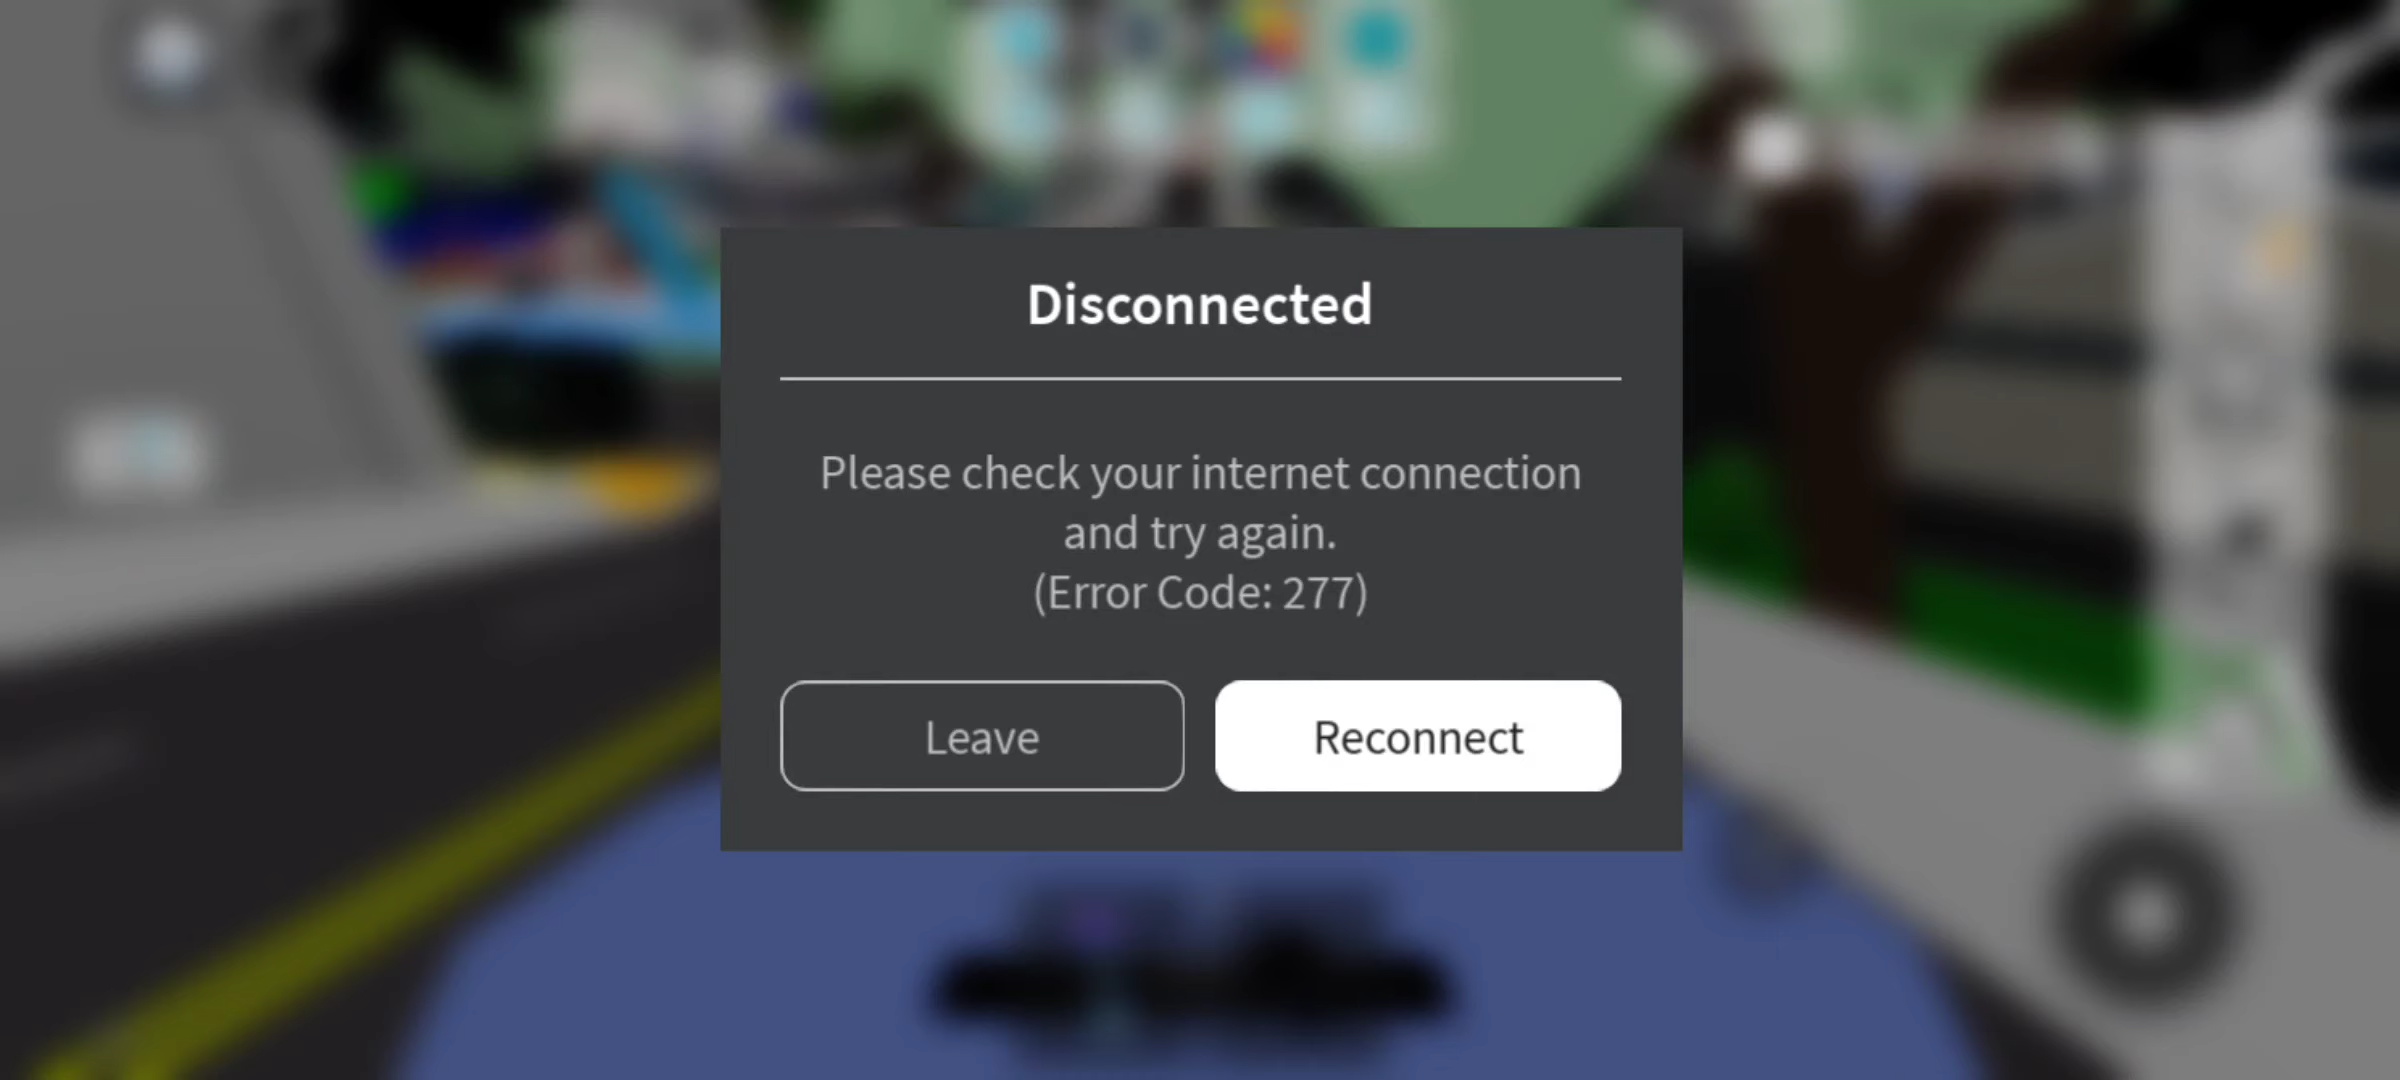 Disconnected
Please check your internet connection
and try again.
(Error Code: 277)
Leave
Reconnect